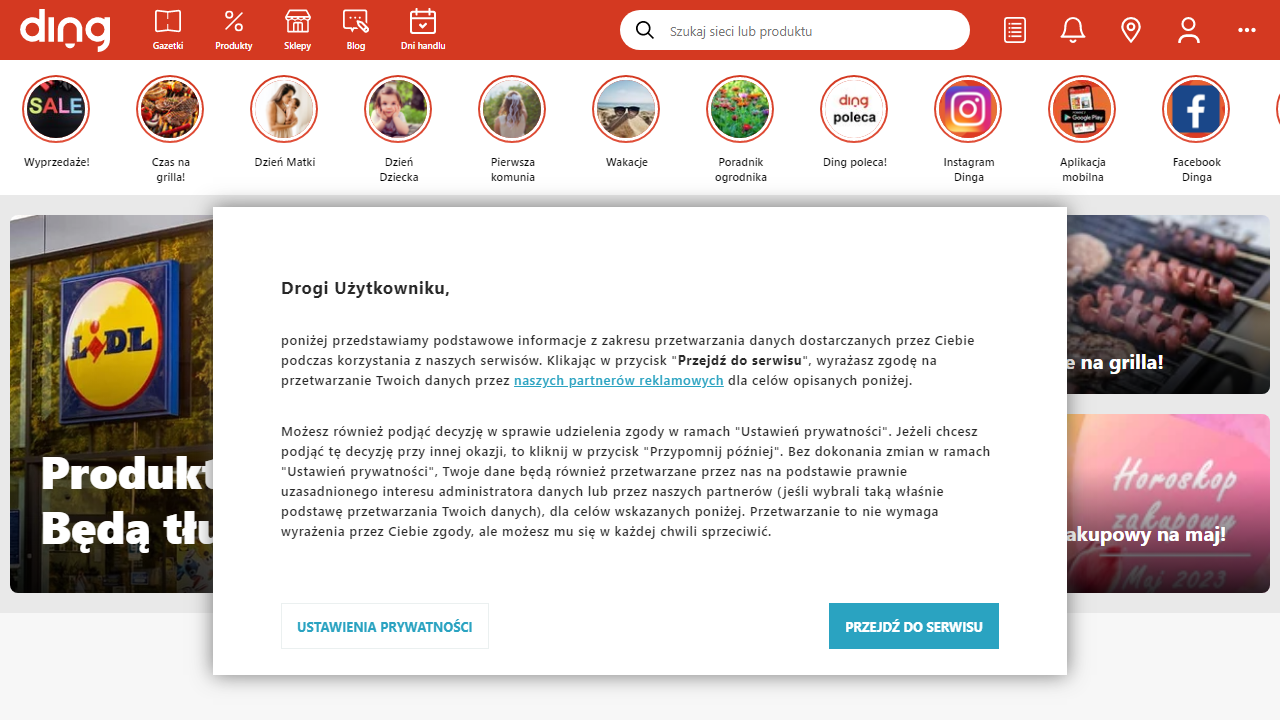 ding
Gazetki
Produkty
Sklepy
Blog
Dni handlu
Szukaj sieci lub produktu
SALE
Wyprzedaże!
Czas na
grilla!
Dzień Matki
Dzień
Dziecka
Pierwsza
komunia
Wakacje
Poradnik
ogrodnika
ding
poleca
Ding poleca!
Instagram
Dinga
Google Play
Aplikacja
mobilna
Facebook
Dinga
LIDL
Produkt
Będą tłu
e na grilla!
Horoskop
zakupowy
akupowy na maj!
Maj 2023
Drogi Użytkowniku,
poniżej przedstawiamy podstawowe informacje z zakresu przetwarzania danych dostarczanych przez Ciebie
podczas korzystania z naszych serwisów. Klikając w przycisk "Przejdź do serwisu", wyrażasz zgodę na
przetwarzanie Twoich danych przez naszych partnerów reklamowych dla celów opisanych poniżej.
Możesz również podjąć decyzję w sprawie udzielenia zgody w ramach "Ustawień prywatności". Jeżeli chcesz
podjąć tę decyzję przy innej okazji, to kliknij w przycisk "Przypomnij później". Bez dokonania zmian w ramach
"Ustawień prywatności", Twoje dane będą również przetwarzane przez nas na podstawie prawnie
uzasadnionego interesu administratora danych lub przez naszych partnerów (jeśli wybrali taką właśnie
podstawę przetwarzania Twoich danych), dla celów wskazanych poniżej. Przetwarzanie to nie wymaga
wyrażenia przez Ciebie zgody, ale możesz mu się w każdej chwili sprzeciwić.
USTAWIENIA PRYWATNOŚCI
PRZEJDŹ DO SERWISU